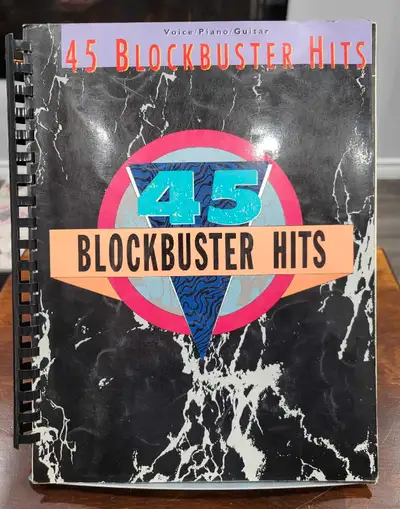 Voice/Piano/Guitar
45 BLOCKBUSTER HITS
45
BLOCKBUSTER HITS